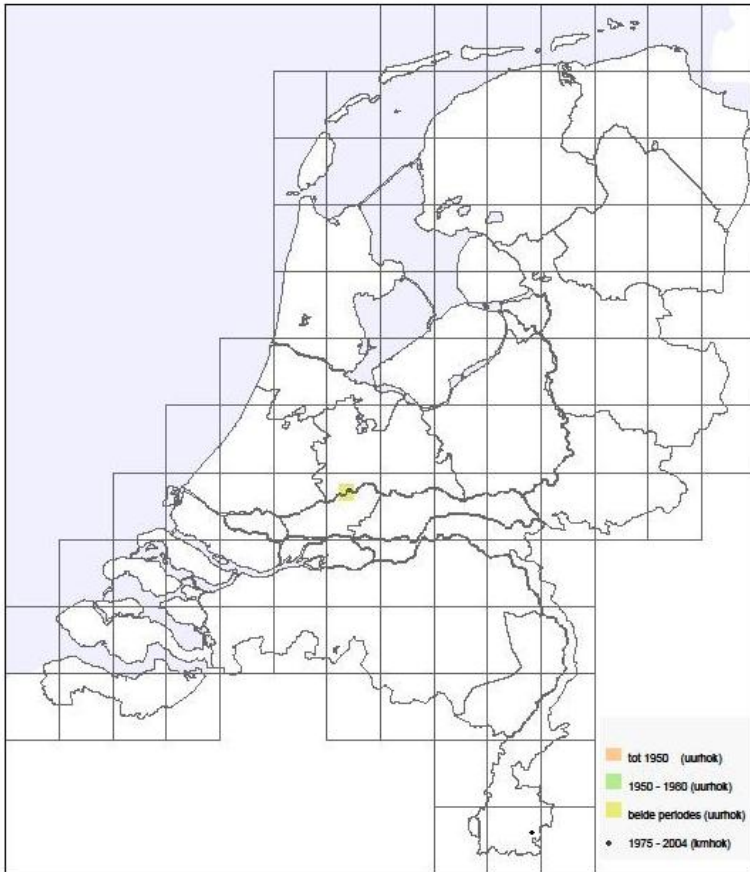 tot 1950 (uurhok)
1950 - 1980 (uurhok)
beide periodes (uurhok)
1975 - 2004 (kmhok)